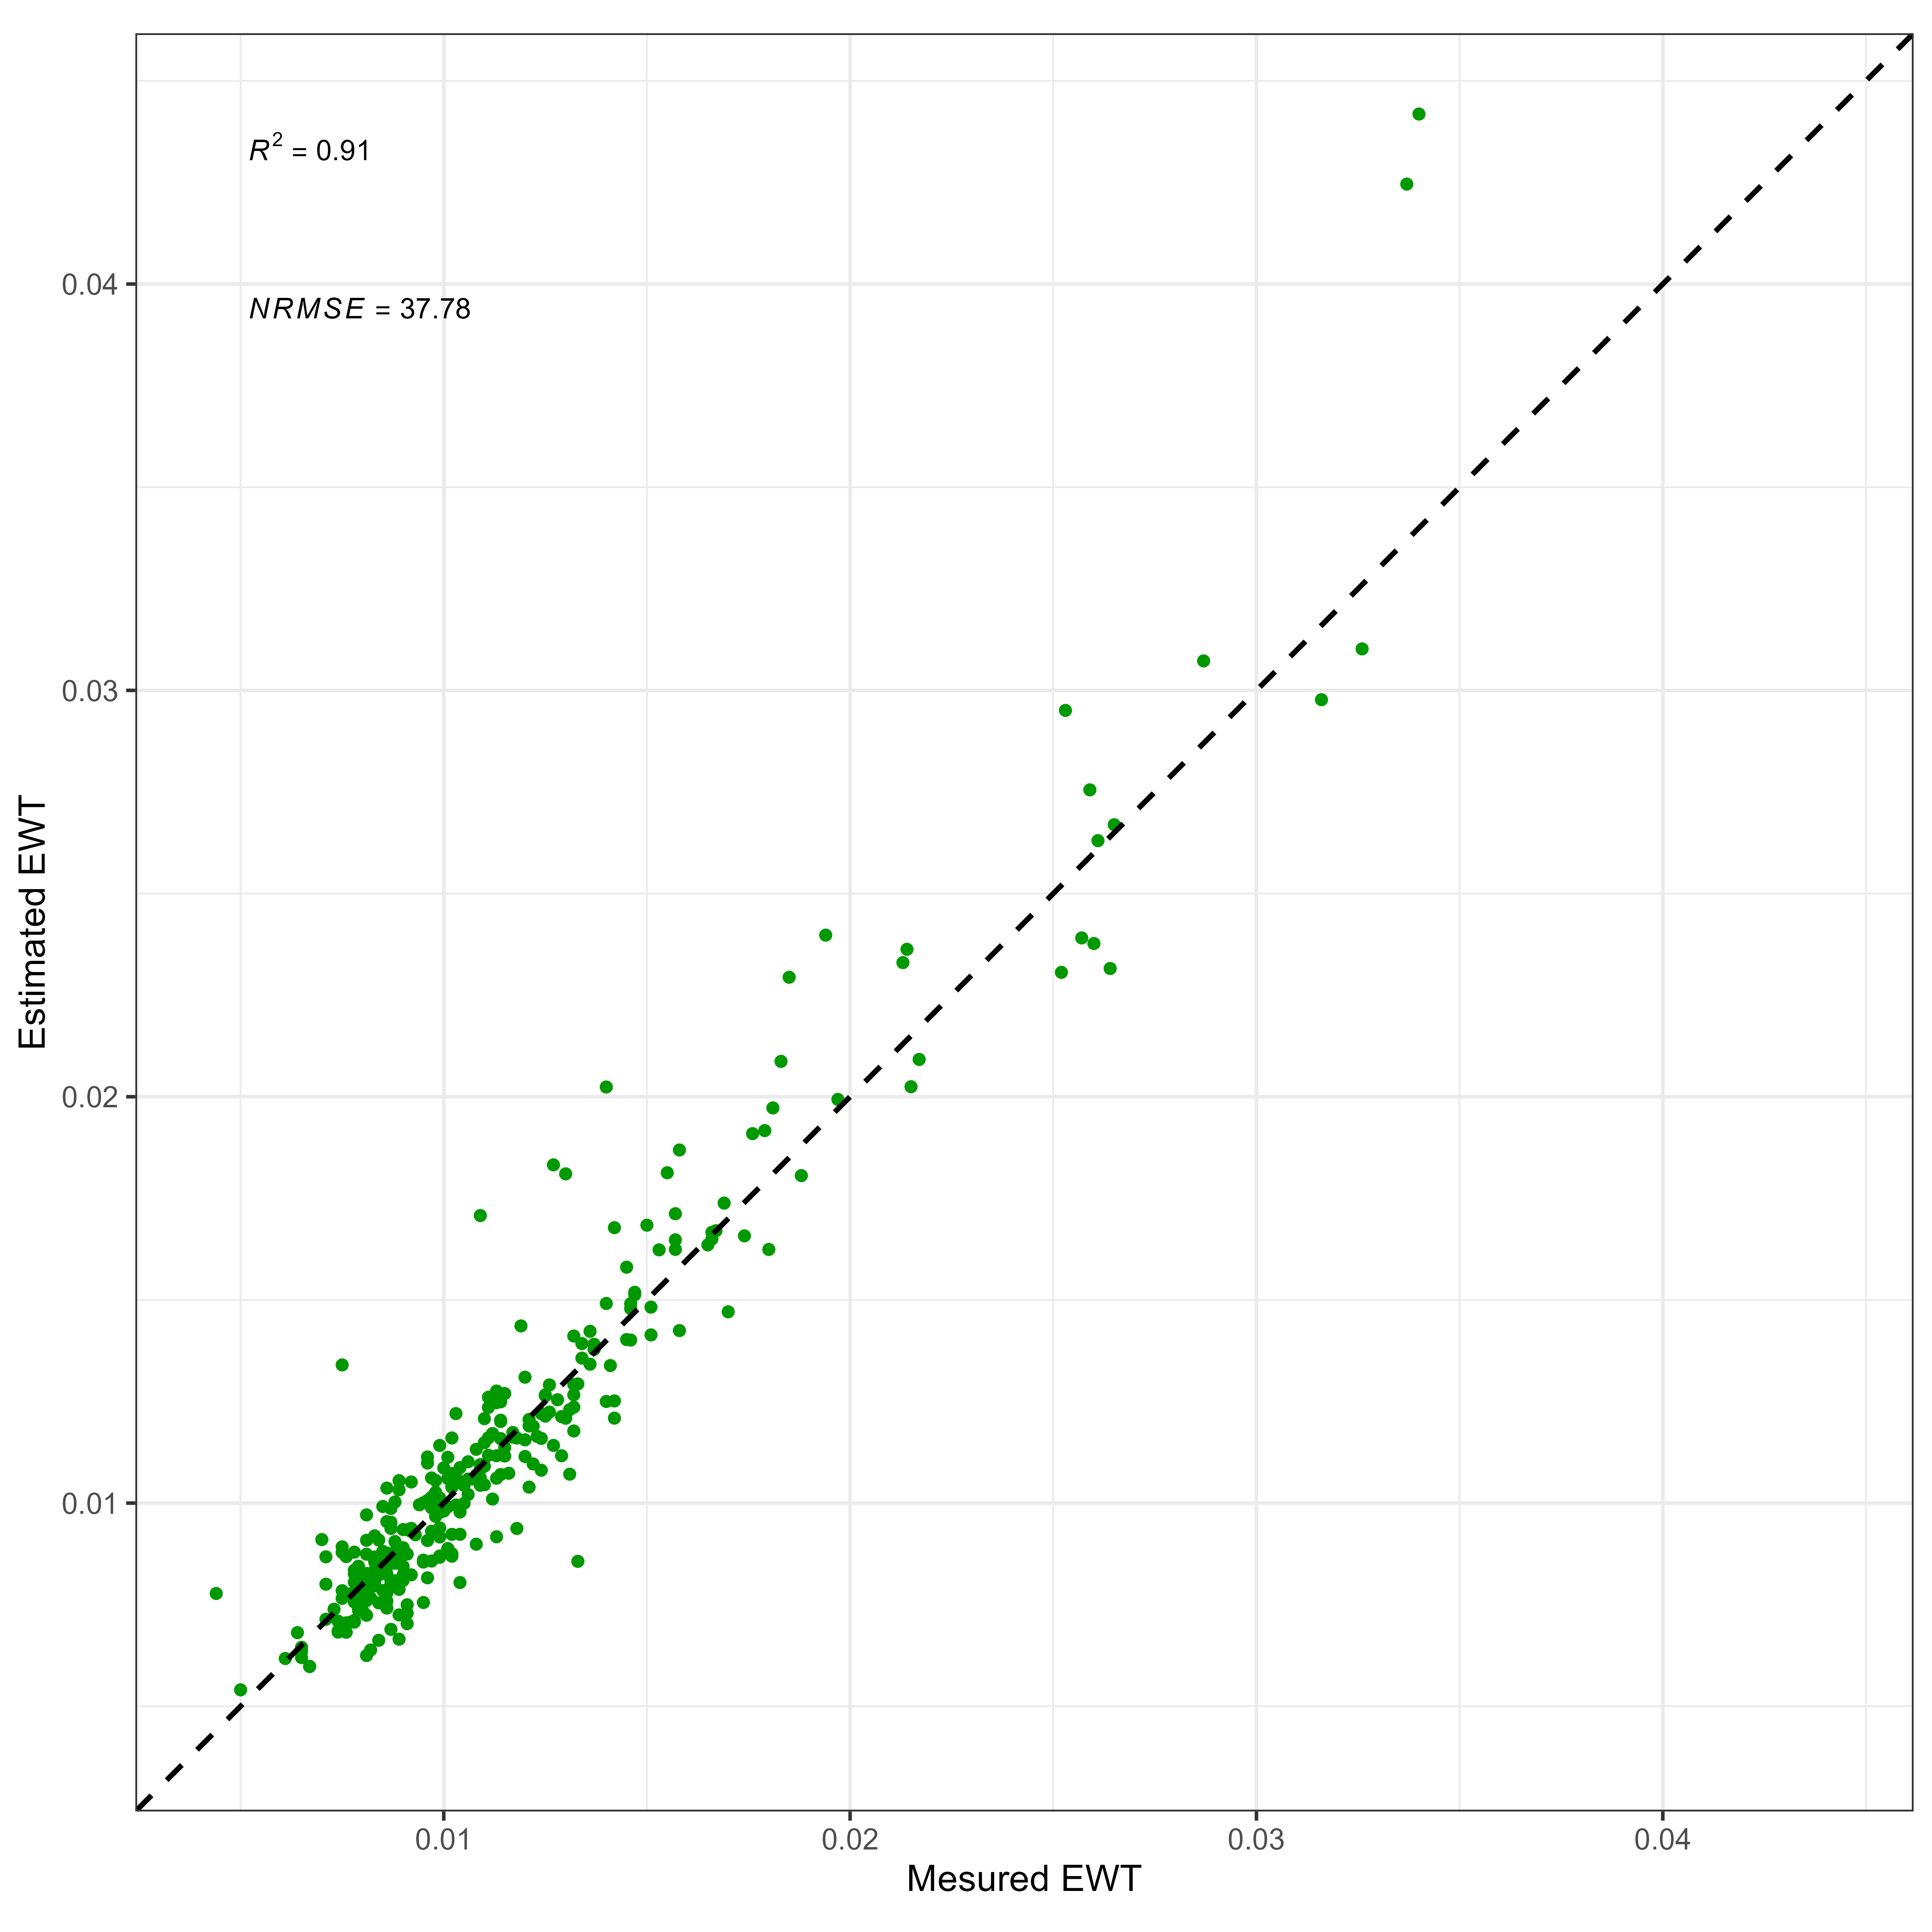 R² = 0.91
NRMSE = 37.78
0.04
0.03
0.02
0.01
Estimated EWT
0.01
0.02
0.03
0.04
Mesured EWT